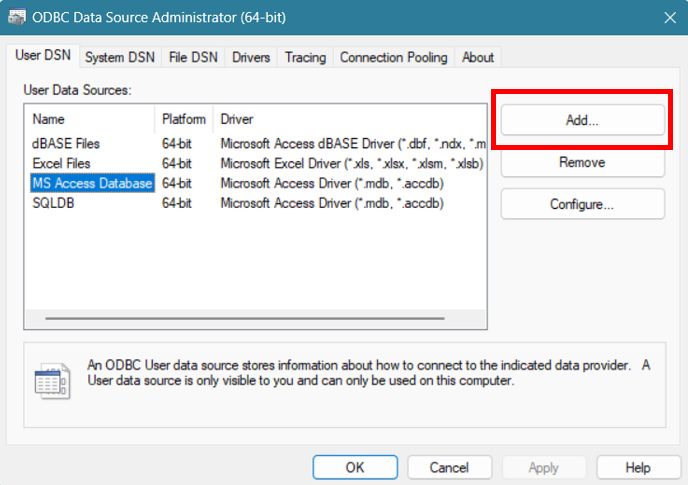 ODBC Data Source Administrator (64-bit)
User DSN System DSN File DSN Drivers Tracing Connection Pooling About
User Data Sources:
Name Platform Driver
dBASE Files 64-bit Microsoft Access dBASE Driver (*.dbf, *.ndx, *.m
Excel Files 64-bit Microsoft Excel Driver (*.xls, *.xlsx, *.xlsm, *.xlsb)
MS Access Database 64-bit Microsoft Access Driver (*.mdb, *.accdb)
SQLDB 64-bit Microsoft Access Driver (*.mdb, *.accdb)
Add...
Remove
Configure...
An ODBC User data source stores information about how to connect to the indicated data provider. A
User data source is only visible to you and can only be used on this computer.
OK Cancel Apply Help